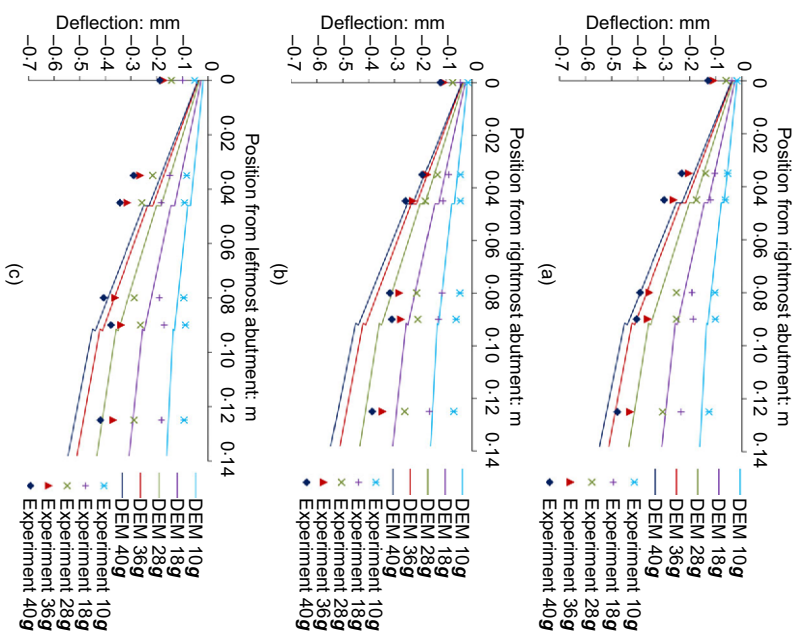 Position from rightmost abutment: m
0 0·02 0·04 0·06 0·08 0·10 0·12 0·14
0
−0·1
−0·2
−0·3
−0·4
−0·5
−0·6
−0·7
Deflection: mm
DEM 10g
DEM 18g
DEM 28g
DEM 36g
DEM 40g
Experiment 10g
Experiment 18g
Experiment 28g
Experiment 36g
Experiment 40g
(a)
Position from rightmost abutment: m
0 0·02 0·04 0·06 0·08 0·10 0·12 0·14
0
−0·1
−0·2
−0·3
−0·4
−0·5
−0·6
−0·7
Deflection: mm
DEM 10g
DEM 18g
DEM 28g
DEM 36g
DEM 40g
Experiment 10g
Experiment 18g
Experiment 28g
Experiment 36g
Experiment 40g
(b)
Position from leftmost abutment: m
0 0·02 0·04 0·06 0·08 0·10 0·12 0·14
0
−0·1
−0·2
−0·3
−0·4
−0·5
−0·6
−0·7
Deflection: mm
DEM 10g
DEM 18g
DEM 28g
DEM 36g
DEM 40g
Experiment 10g
Experiment 18g
Experiment 28g
Experiment 36g
Experiment 40g
(c)